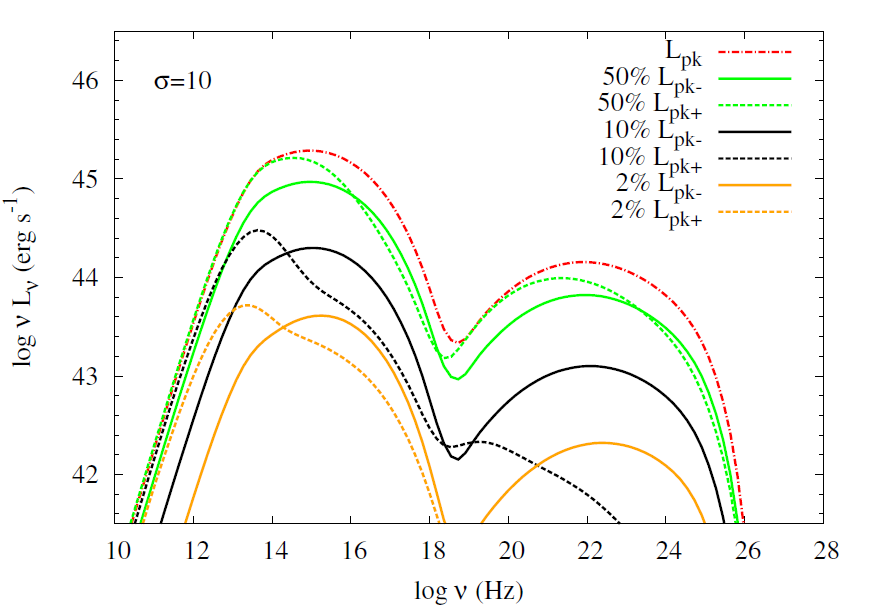 σ=10
L_pk
50% L_pk-
50% L_pk+
10% L_pk-
10% L_pk+
2% L_pk-
2% L_pk+
46
45
44
43
42
log ν L_ν (erg s^-1)
10 12 14 16 18 20 22 24 26 28
log ν (Hz)